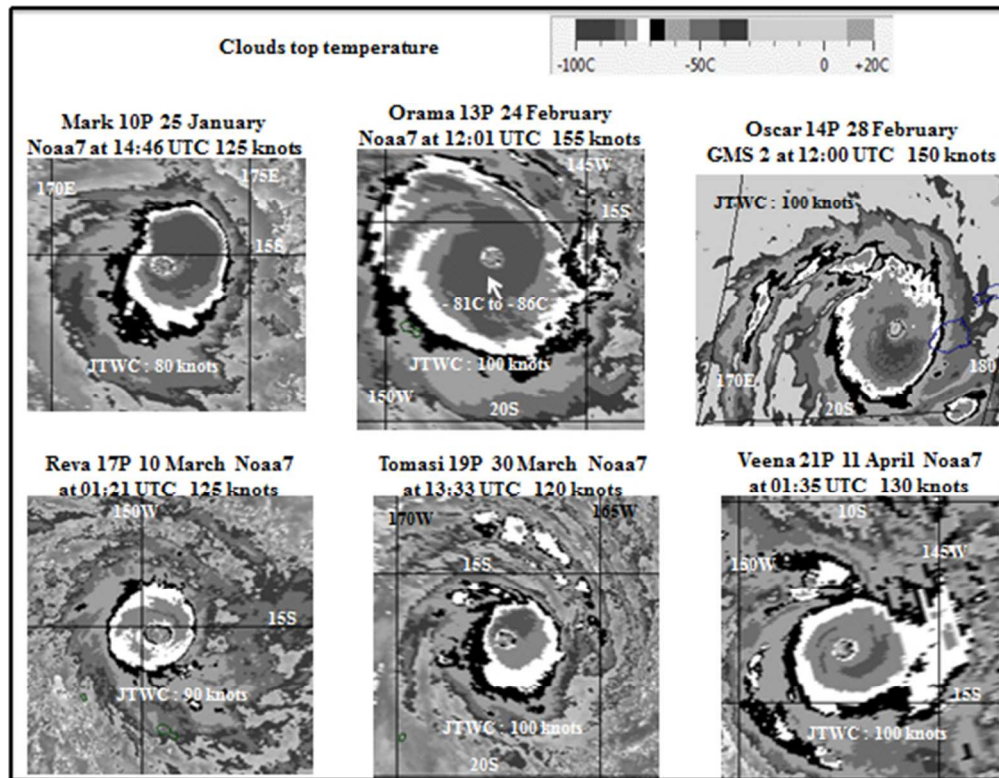 Clouds top temperature
-100C -50C 0 +20C
Mark 10P 25 January
Noaa7 at 14:46 UTC 125 knots
170E
175E
15S
JTWC : 80 knots
Orama 13P 24 February
Noaa7 at 12:01 UTC 155 knots
145W
15S
- 81C to - 86C
JTWC : 100 knots
150W
20S
Oscar 14P 28 February
GMS 2 at 12:00 UTC 150 knots
JTWC : 100 knots
170E
180
20S
Reva 17P 10 March Noaa7
at 01:21 UTC 125 knots
150W
15S
JTWC : 90 knots
Tomasi 19P 30 March Noaa7
at 13:33 UTC 120 knots
170W
165W
15S
JTWC : 100 knots
20S
Veena 21P 11 April Noaa7
at 01:35 UTC 130 knots
10S
150W
145W
15S
JTWC : 100 knots